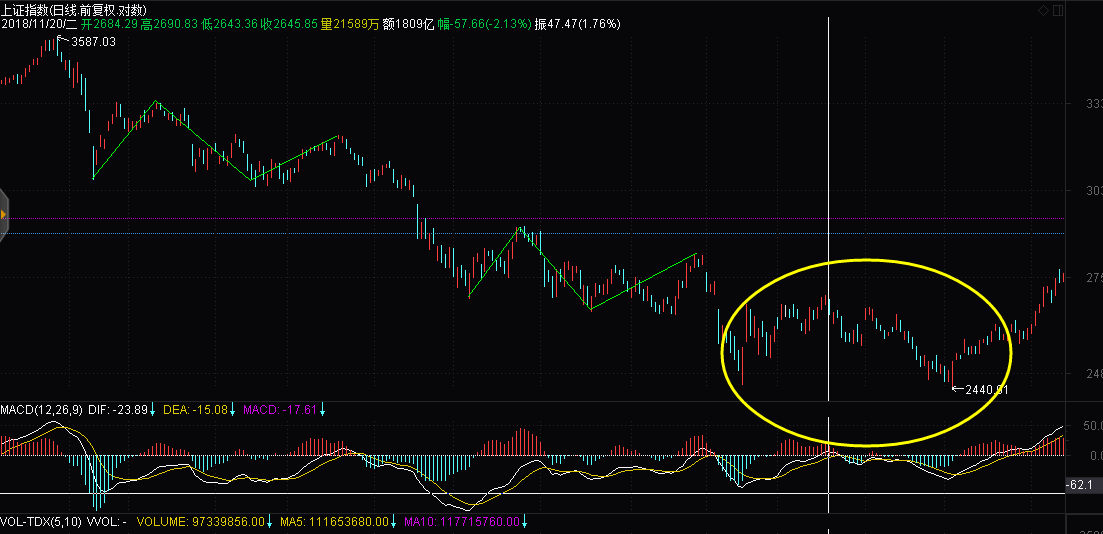 上证指数(日线.前复权.对数)
2018/11/20/二 开2684.29 高2690.83 低2643.36 收2645.85 量21589万 额1809亿 幅-57.66(-2.13%) 振47.47(1.76%)
3587.03
333
303
275
248
2440.91
MACD(12,26,9) DIF: -23.89↓ DEA: -15.08↓ MACD: -17.61↓
50.0
0.0
-62.1
VOL-TDX(5,10) VVOL: - VOLUME: 97339856.00↓ MA5: 111653680.00↓ MA10: 117715760.00↓